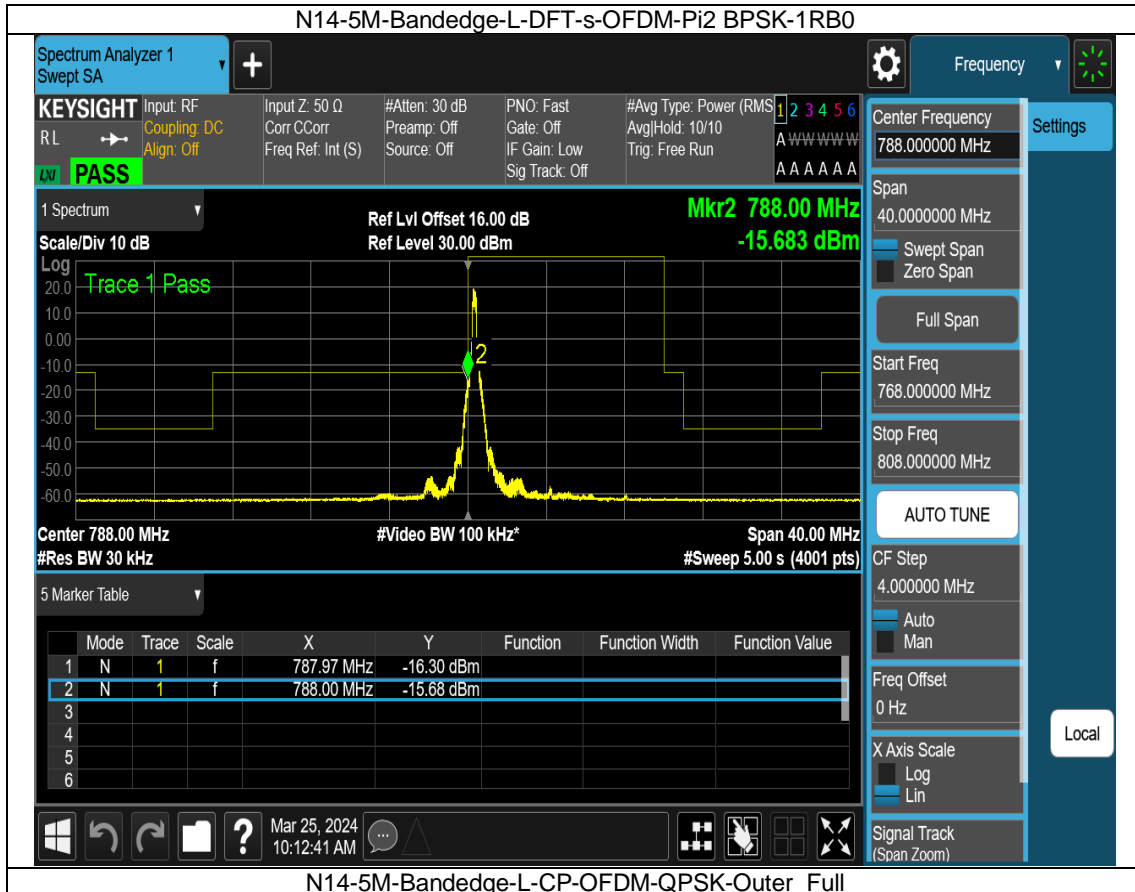 N14-5M-Bandedge-L-DFT-s-OFDM-Pi2 BPSK-1RB0
Spectrum Analyzer 1
Swept SA
Frequency
KEYSIGHT
RL
LXI
PASS
Input: RF
Coupling: DC
Align: Off
Input Z: 50 Ω
Corr CCorr
Freq Ref: Int (S)
#Atten: 30 dB
Preamp: Off
Source: Off
PNO: Fast
Gate: Off
IF Gain: Low
Sig Track: Off
#Avg Type: Power (RMS
Avg|Hold: 10/10
Trig: Free Run
1 2 3 4 5 6
A W W W W W
A A A A A A
1 Spectrum
Scale/Div 10 dB
Ref Lvl Offset 16.00 dB
Ref Level 30.00 dBm
Mkr2 788.00 MHz
-15.683 dBm
Log
Trace 1 Pass
20.0
10.0
0.00
-10.0
-20.0
-30.0
-40.0
-50.0
-60.0
2
Center 788.00 MHz
#Video BW 100 kHz*
Span 40.00 MHz
#Res BW 30 kHz
#Sweep 5.00 s (4001 pts)
5 Marker Table
Mode Trace Scale X Y Function Function Width Function Value
1 N 1 f 787.97 MHz -16.30 dBm
2 N 1 f 788.00 MHz -15.68 dBm
3
4
5
6
Mar 25, 2024
10:12:41 AM
Center Frequency
788.000000 MHz
Settings
Span
40.0000000 MHz
Swept Span
Zero Span
Full Span
Start Freq
768.000000 MHz
Stop Freq
808.000000 MHz
AUTO TUNE
CF Step
4.000000 MHz
Auto
Man
Freq Offset
0 Hz
X Axis Scale
Log
Lin
Local
Signal Track
(Span Zoom)
N14-5M-Bandedge-L-CP-OFDM-QPSK-Outer_Full